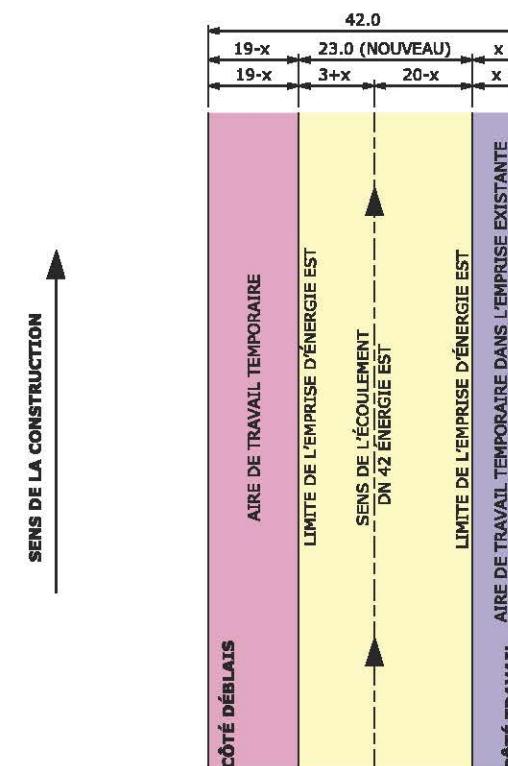 42.0
19-x 23.0 (NOUVEAU) x
19-x 3+x 20-x x
SENS DE LA CONSTRUCTION
AIRE DE TRAVAIL TEMPORAIRE
CÔTÉ DÉBLAIS
LIMITE DE L'EMPRISE D'ÉNERGIE EST
SENS DE L'ÉCOULEMENT
DN 42 ÉNERGIE EST
LIMITE DE L'EMPRISE D'ÉNERGIE EST
AIRE DE TRAVAIL TEMPORAIRE DANS L'EMPRISE EXISTANTE
CÔTÉ TRAVAIL